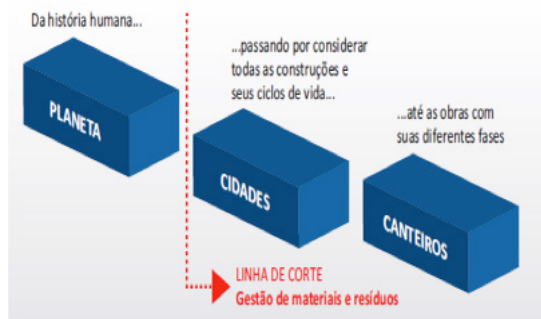 Da história humana...
PLANETA
...passando por considerar
todas as construções e
seus ciclos de vida...
CIDADES
...até as obras com
suas diferentes fases
CANTEIROS
LINHA DE CORTE
Gestão de materiais e resíduos